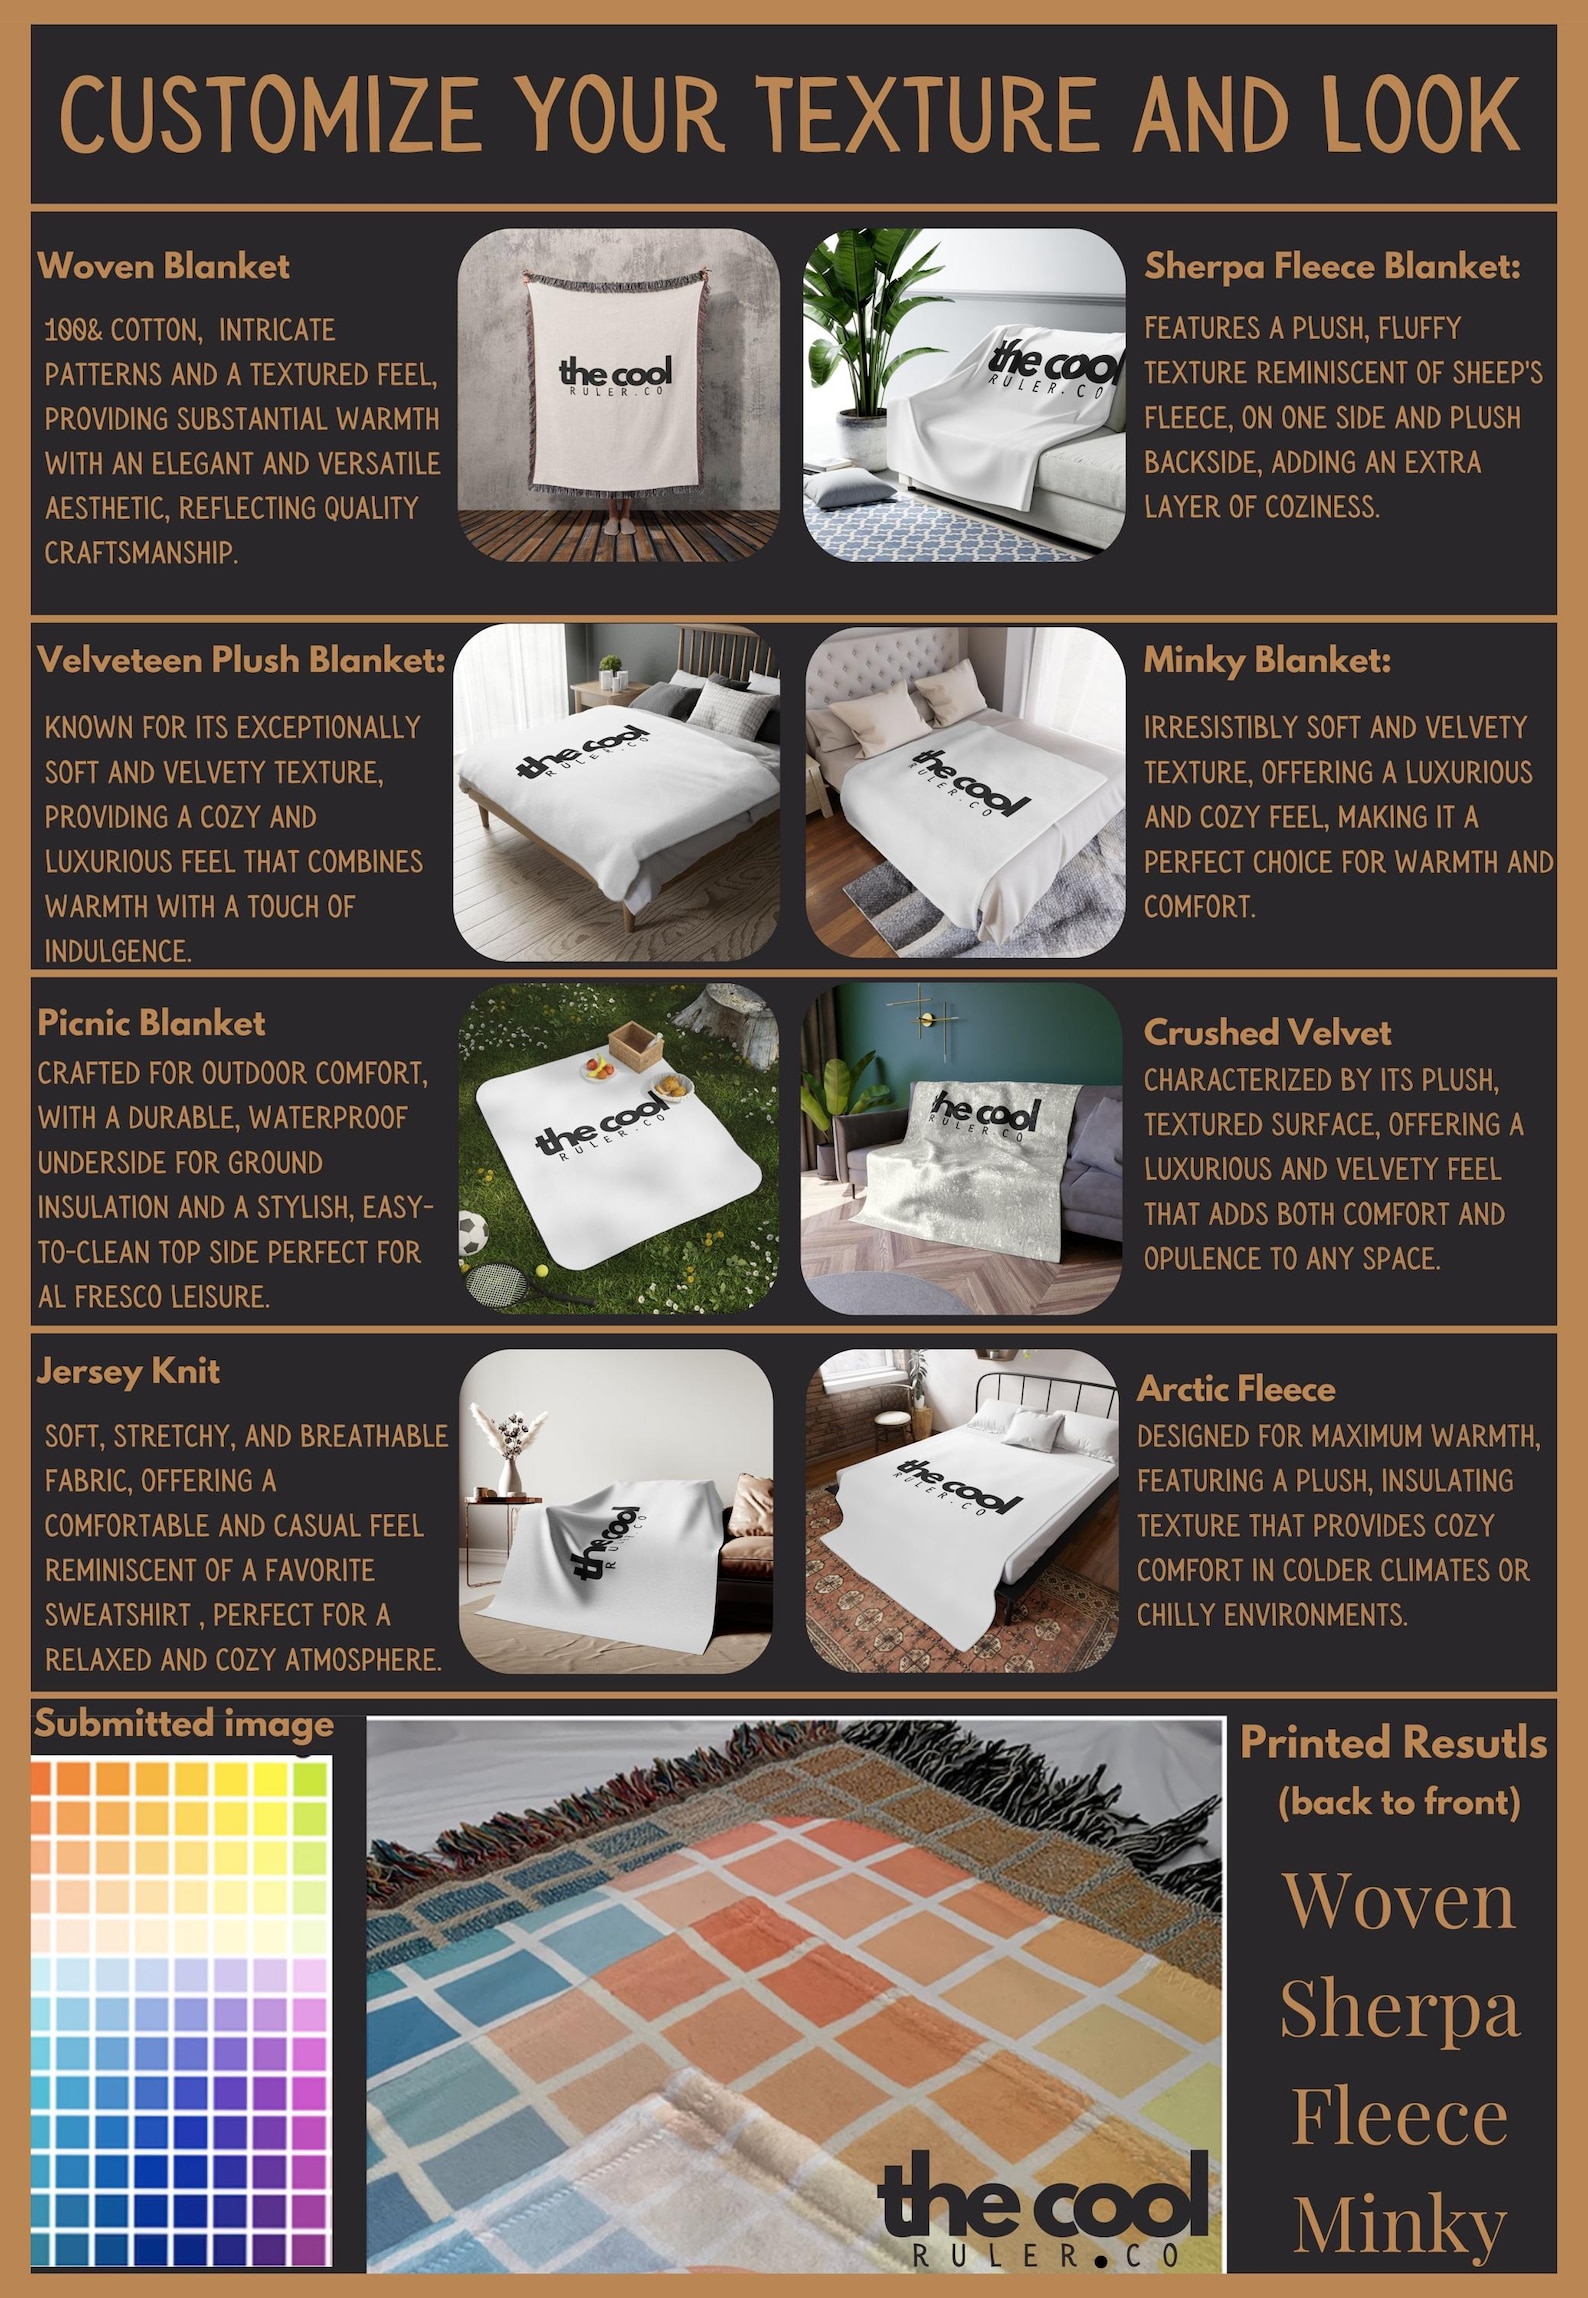 CUSTOMIZE YOUR TEXTURE AND LOOK
Woven Blanket
100& COTTON, INTRICATE
PATTERNS AND A TEXTURED FEEL,
PROVIDING SUBSTANTIAL WARMTH
WITH AN ELEGANT AND VERSATILE
AESTHETIC, REFLECTING QUALITY
CRAFTSMANSHIP.
the cool
RULER.CO
the cool
RULER.CO
Sherpa Fleece Blanket:
FEATURES A PLUSH, FLUFFY
TEXTURE REMINISCENT OF SHEEP'S
FLEECE, ON ONE SIDE AND PLUSH
BACKSIDE, ADDING AN EXTRA
LAYER OF COZINESS.
Velveteen Plush Blanket:
KNOWN FOR ITS EXCEPTIONALLY
SOFT AND VELVETY TEXTURE,
PROVIDING A COZY AND
LUXURIOUS FEEL THAT COMBINES
WARMTH WITH A TOUCH OF
INDULGENCE.
the cool
RULER.CO
the cool
RULER.CO
Minky Blanket:
IRRESISTIBLY SOFT AND VELVETY
TEXTURE, OFFERING A LUXURIOUS
AND COZY FEEL, MAKING IT A
PERFECT CHOICE FOR WARMTH AND
COMFORT.
Picnic Blanket
CRAFTED FOR OUTDOOR COMFORT,
WITH A DURABLE, WATERPROOF
UNDERSIDE FOR GROUND
INSULATION AND A STYLISH, EASY-
TO-CLEAN TOP SIDE PERFECT FOR
AL FRESCO LEISURE.
the cool
RULER.CO
the cool
RULER.CO
Crushed Velvet
CHARACTERIZED BY ITS PLUSH,
TEXTURED SURFACE, OFFERING A
LUXURIOUS AND VELVETY FEEL
THAT ADDS BOTH COMFORT AND
OPULENCE TO ANY SPACE.
Jersey Knit
SOFT, STRETCHY, AND BREATHABLE
FABRIC, OFFERING A
COMFORTABLE AND CASUAL FEEL
REMINISCENT OF A FAVORITE
SWEATSHIRT , PERFECT FOR A
RELAXED AND COZY ATMOSPHERE.
the cool
RULER.CO
the cool
RULER.CO
Arctic Fleece
DESIGNED FOR MAXIMUM WARMTH,
FEATURING A PLUSH, INSULATING
TEXTURE THAT PROVIDES COZY
COMFORT IN COLDER CLIMATES OR
CHILLY ENVIRONMENTS.
Submitted image
the cool
RULER.CO
Printed Resutls
(back to front)
Woven
Sherpa
Fleece
Minky